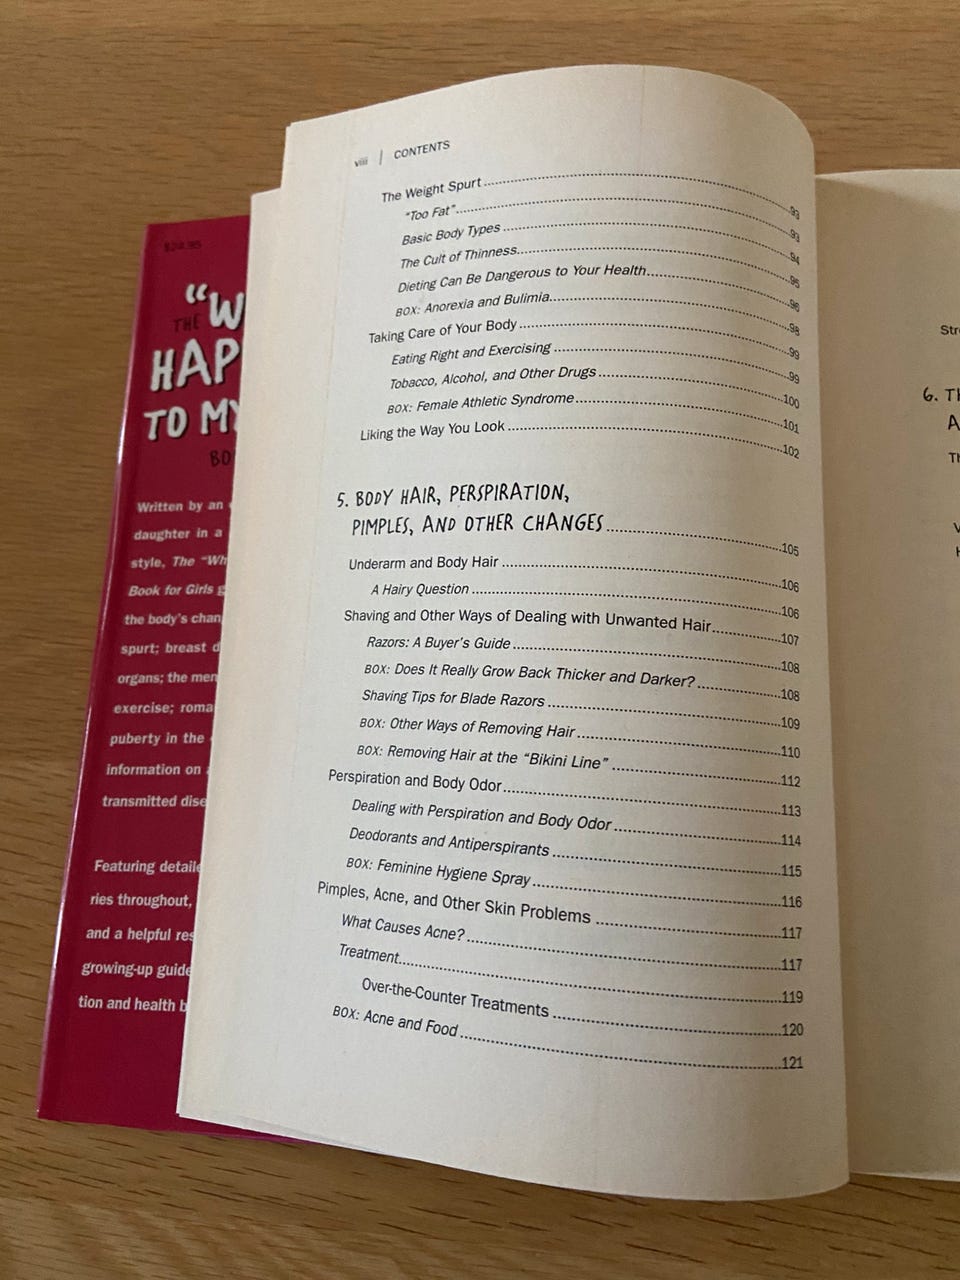 viii | CONTENTS
The Weight Spurt ........ 93
"Too Fat" ........ 93
Basic Body Types ........ 94
The Cult of Thinness ........ 95
Dieting Can Be Dangerous to Your Health ........ 96
BOX: Anorexia and Bulimia ........ 98
Taking Care of Your Body ........ 99
Eating Right and Exercising ........ 99
Tobacco, Alcohol, and Other Drugs ........ 100
BOX: Female Athletic Syndrome ........ 101
Liking the Way You Look ........ 102
5. BODY HAIR, PERSPIRATION,
PIMPLES, AND OTHER CHANGES ........ 105
Underarm and Body Hair ........ 106
A Hairy Question ........ 106
Shaving and Other Ways of Dealing with Unwanted Hair ........ 107
Razors: A Buyer's Guide ........ 108
BOX: Does It Really Grow Back Thicker and Darker? ........ 108
Shaving Tips for Blade Razors ........ 109
BOX: Other Ways of Removing Hair ........ 110
BOX: Removing Hair at the "Bikini Line" ........ 112
Perspiration and Body Odor ........ 113
Dealing with Perspiration and Body Odor ........ 114
Deodorants and Antiperspirants ........ 115
BOX: Feminine Hygiene Spray ........ 116
Pimples, Acne, and Other Skin Problems ........ 117
What Causes Acne? ........ 117
Treatment ........ 119
Over-the-Counter Treatments ........ 120
BOX: Acne and Food ........ 121
THE "W
HAP
TO MY
BO
Written by an
daughter in a
style, The "Wh
Book for Girls g
the body's chan
spurt; breast d
organs; the men
exercise; roma
puberty in the
information on
transmitted dise
Featuring detaile
ries throughout,
and a helpful res
growing-up guide
tion and health b
Str
6. TH
A
Th